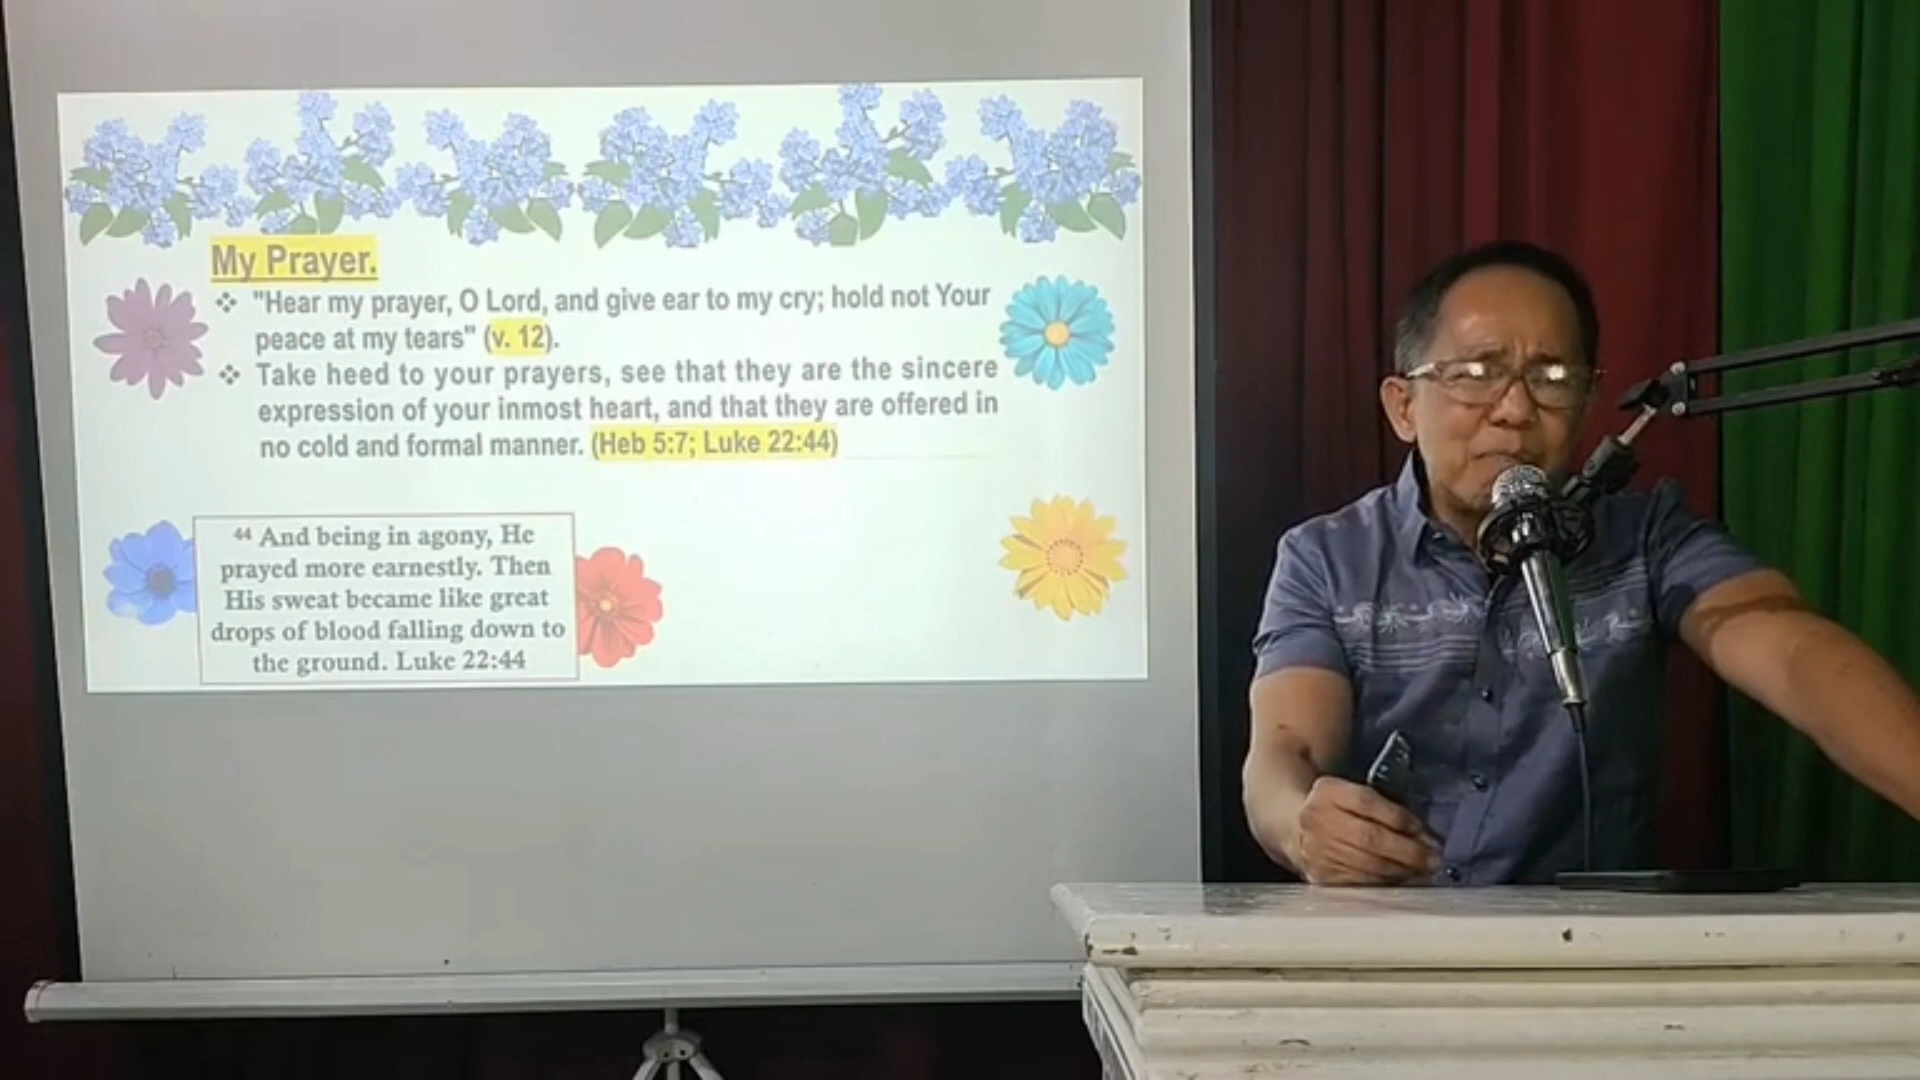 My Prayer.
❖ "Hear my prayer, O Lord, and give ear to my cry; hold not Your
peace at my tears" (v. 12).
❖ Take heed to your prayers, see that they are the sincere
expression of your inmost heart, and that they are offered in
no cold and formal manner. (Heb 5:7; Luke 22:44)
44 And being in agony, He
prayed more earnestly. Then
His sweat became like great
drops of blood falling down to
the ground. Luke 22:44